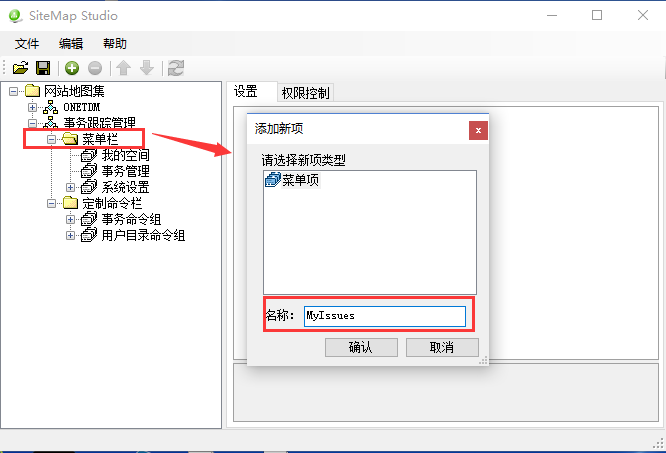 SiteMap Studio
文件 编辑 帮助
网站地图集
ONETDM
事务跟踪管理
菜单栏
我的空间
事务管理
系统设置
定制命令栏
事务命令组
用户目录命令组
设置 权限控制
添加新项
x
请选择新项类型
菜单项
名称: MyIssues
确认 取消